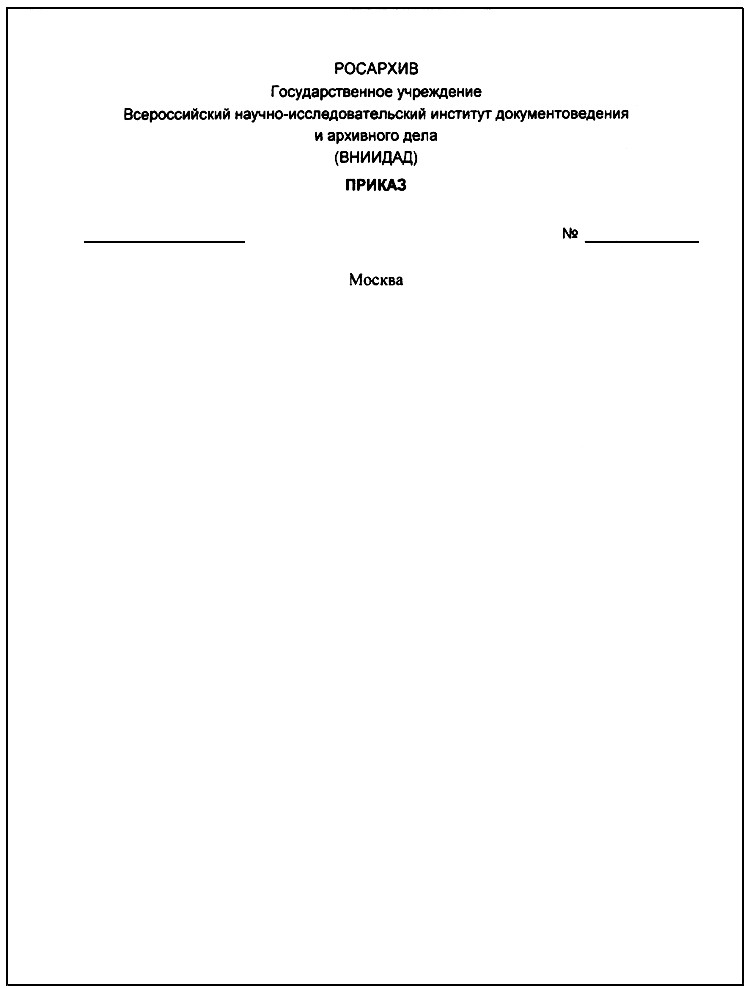 РОСАРХИВ
Государственное учреждение
Всероссийский научно-исследовательский институт документоведения
и архивного дела
(ВНИИДАД)
ПРИКАЗ
№
Москва